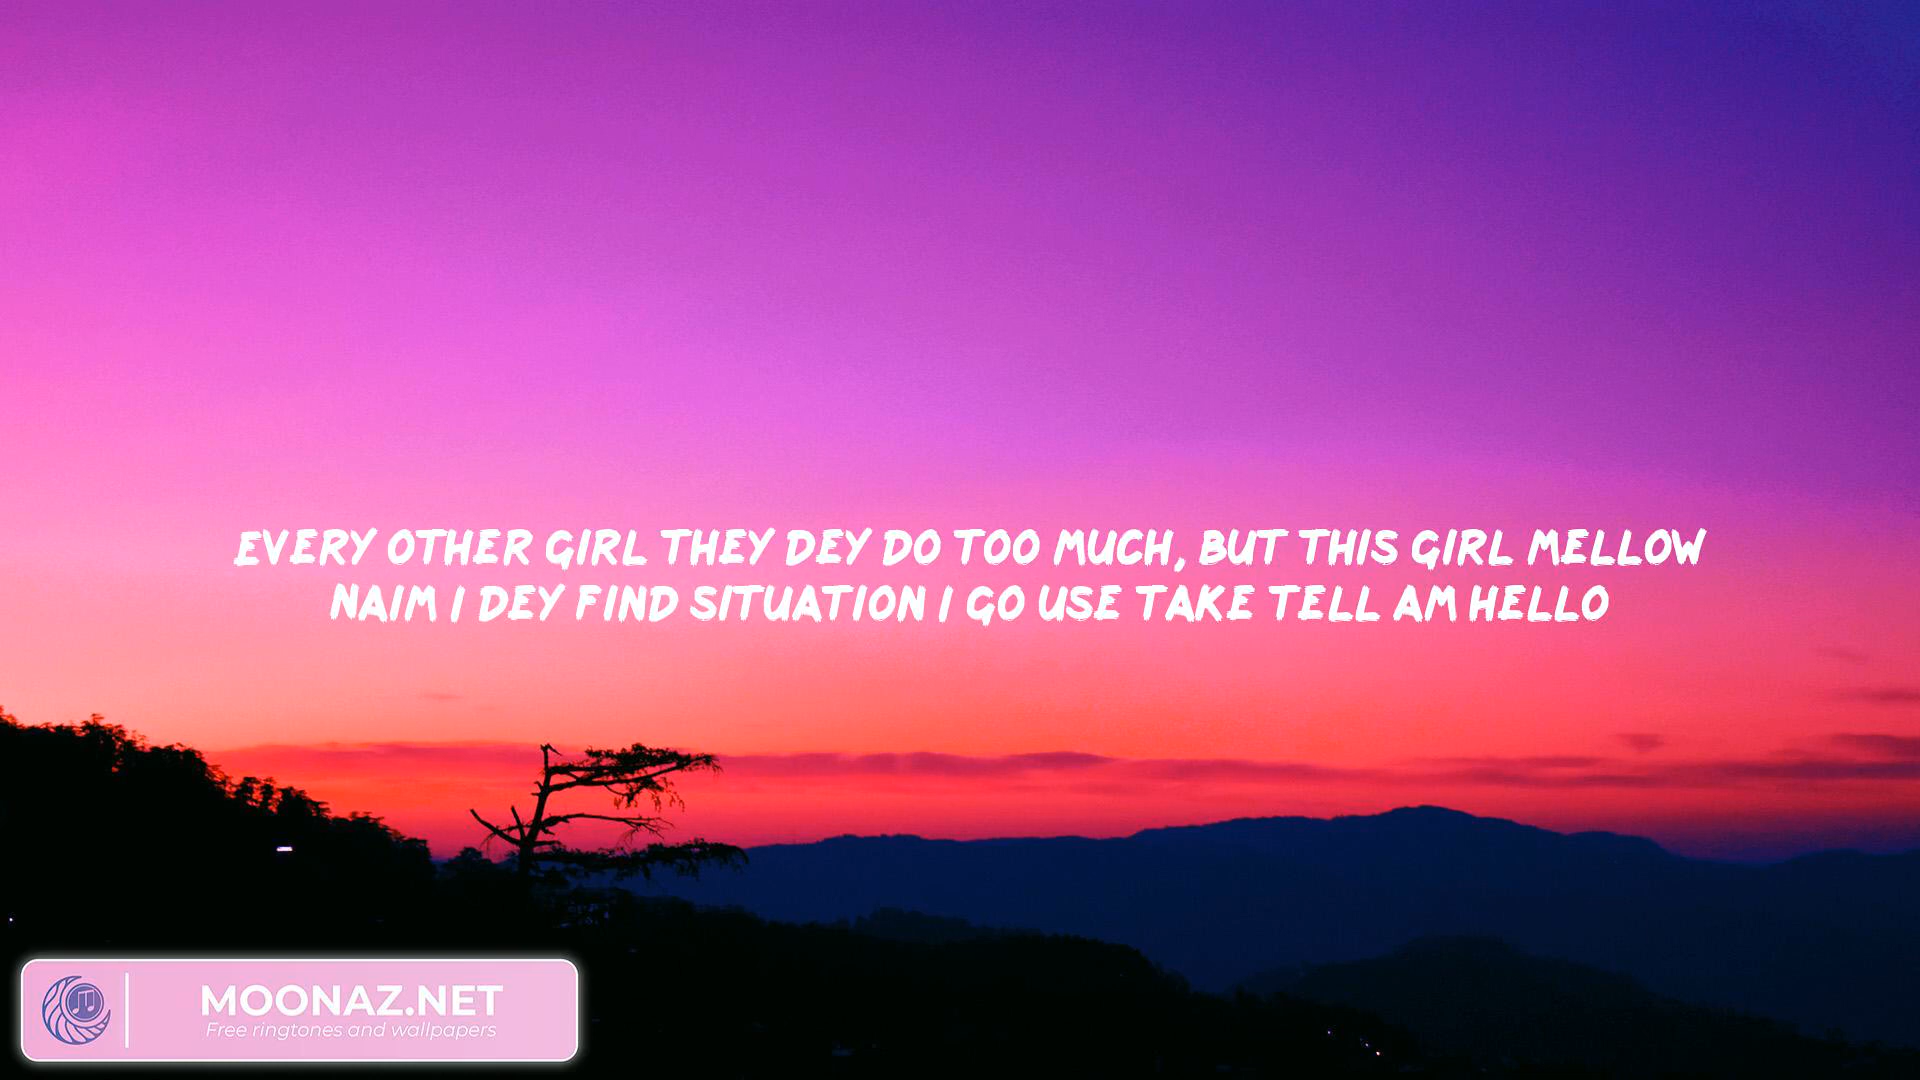 EVERY OTHER GIRL THEY DEY DO TOO MUCH, BUT THIS GIRL MELLOW
NAIM I DEY FIND SITUATION I GO USE TAKE TELL AM HELLO
MOONAZ.NET
Free ringtones and wallpapers